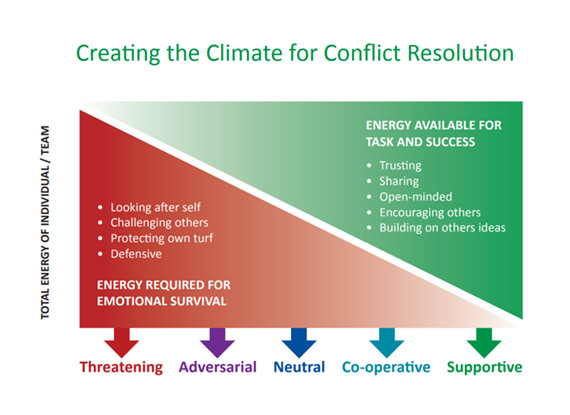 Creating the Climate for Conflict Resolution
TOTAL ENERGY OF INDIVIDUAL / TEAM
ENERGY AVAILABLE FOR
TASK AND SUCCESS
• Trusting
• Sharing
• Open-minded
• Encouraging others
• Building on others ideas
• Looking after self
• Challenging others
• Protecting own turf
• Defensive
ENERGY REQUIRED FOR
EMOTIONAL SURVIVAL
Threatening Adversarial Neutral Co-operative Supportive